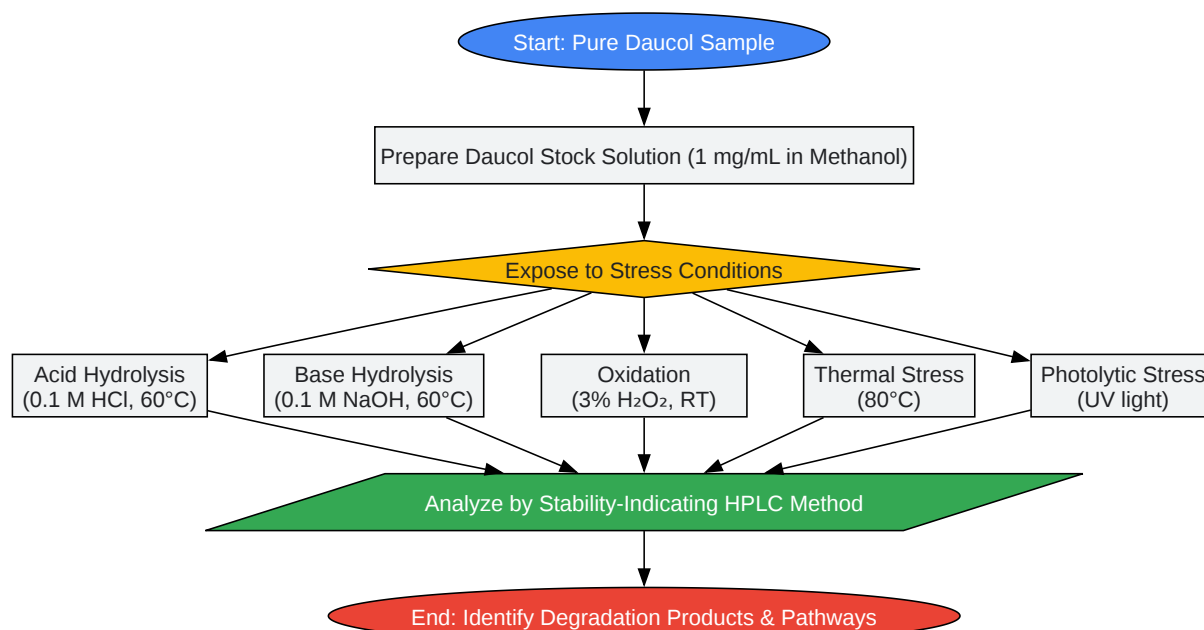 Start: Pure Daucol Sample
Prepare Daucol Stock Solution (1 mg/mL in Methanol)
Expose to Stress Conditions
Acid Hydrolysis
(0.1 M HCl, 60°C)
Base Hydrolysis
(0.1 M NaOH, 60°C)
Oxidation
(3% H₂O₂, RT)
Thermal Stress
(80°C)
Photolytic Stress
(UV light)
Analyze by Stability-Indicating HPLC Method
End: Identify Degradation Products & Pathways